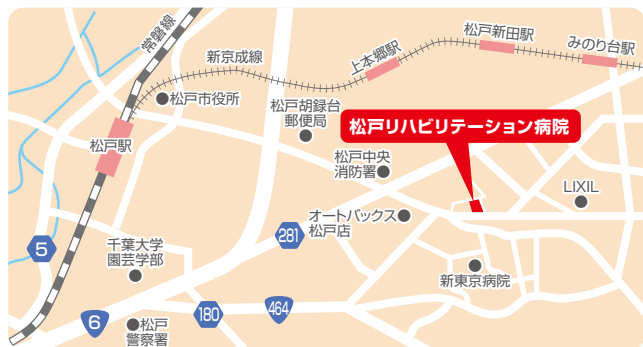 常磐線
新京成線
上本郷駅
松戸新田駅
みのり台駅
松戸市役所
松戸胡録台
郵便局
松戸リハビリテーション病院
松戸駅
松戸中央
消防署
LIXIL
オートバックス
松戸店
281
5
千葉大学
園芸学部
新東京病院
6
180
464
松戸
警察署